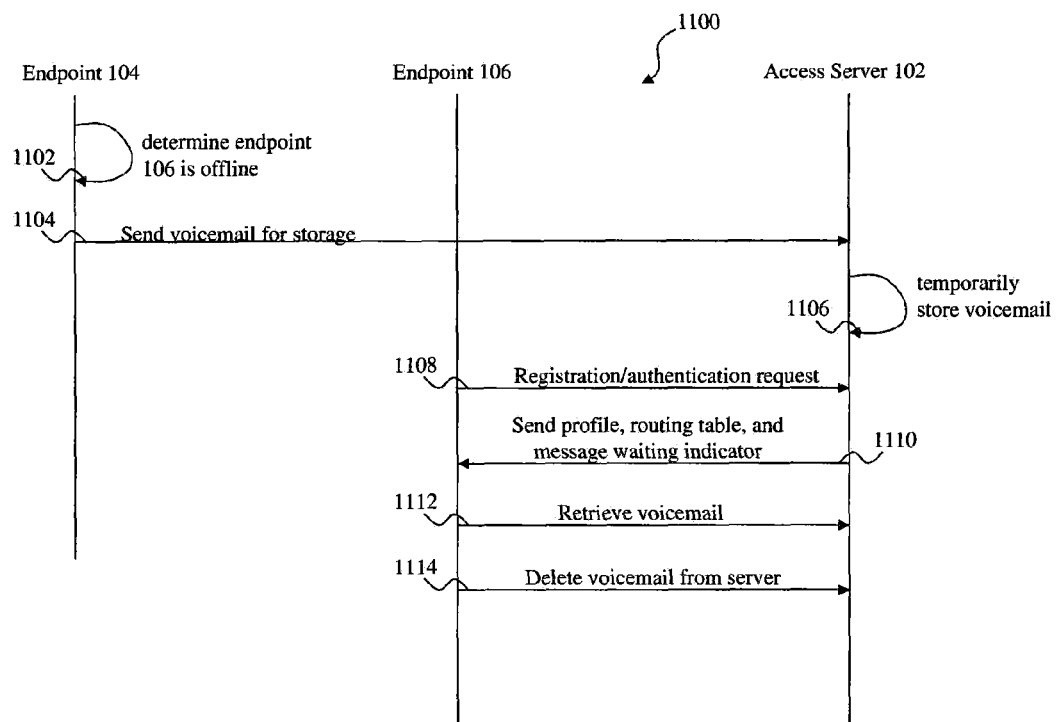 1100
Endpoint 104
Endpoint 106
Access Server 102
determine endpoint
106 is offline
1102
1104
Send voicemail for storage
temporarily
store voicemail
1106
1108
Registration/authentication request
Send profile, routing table, and
message waiting indicator
1110
1112
Retrieve voicemail
1114
Delete voicemail from server